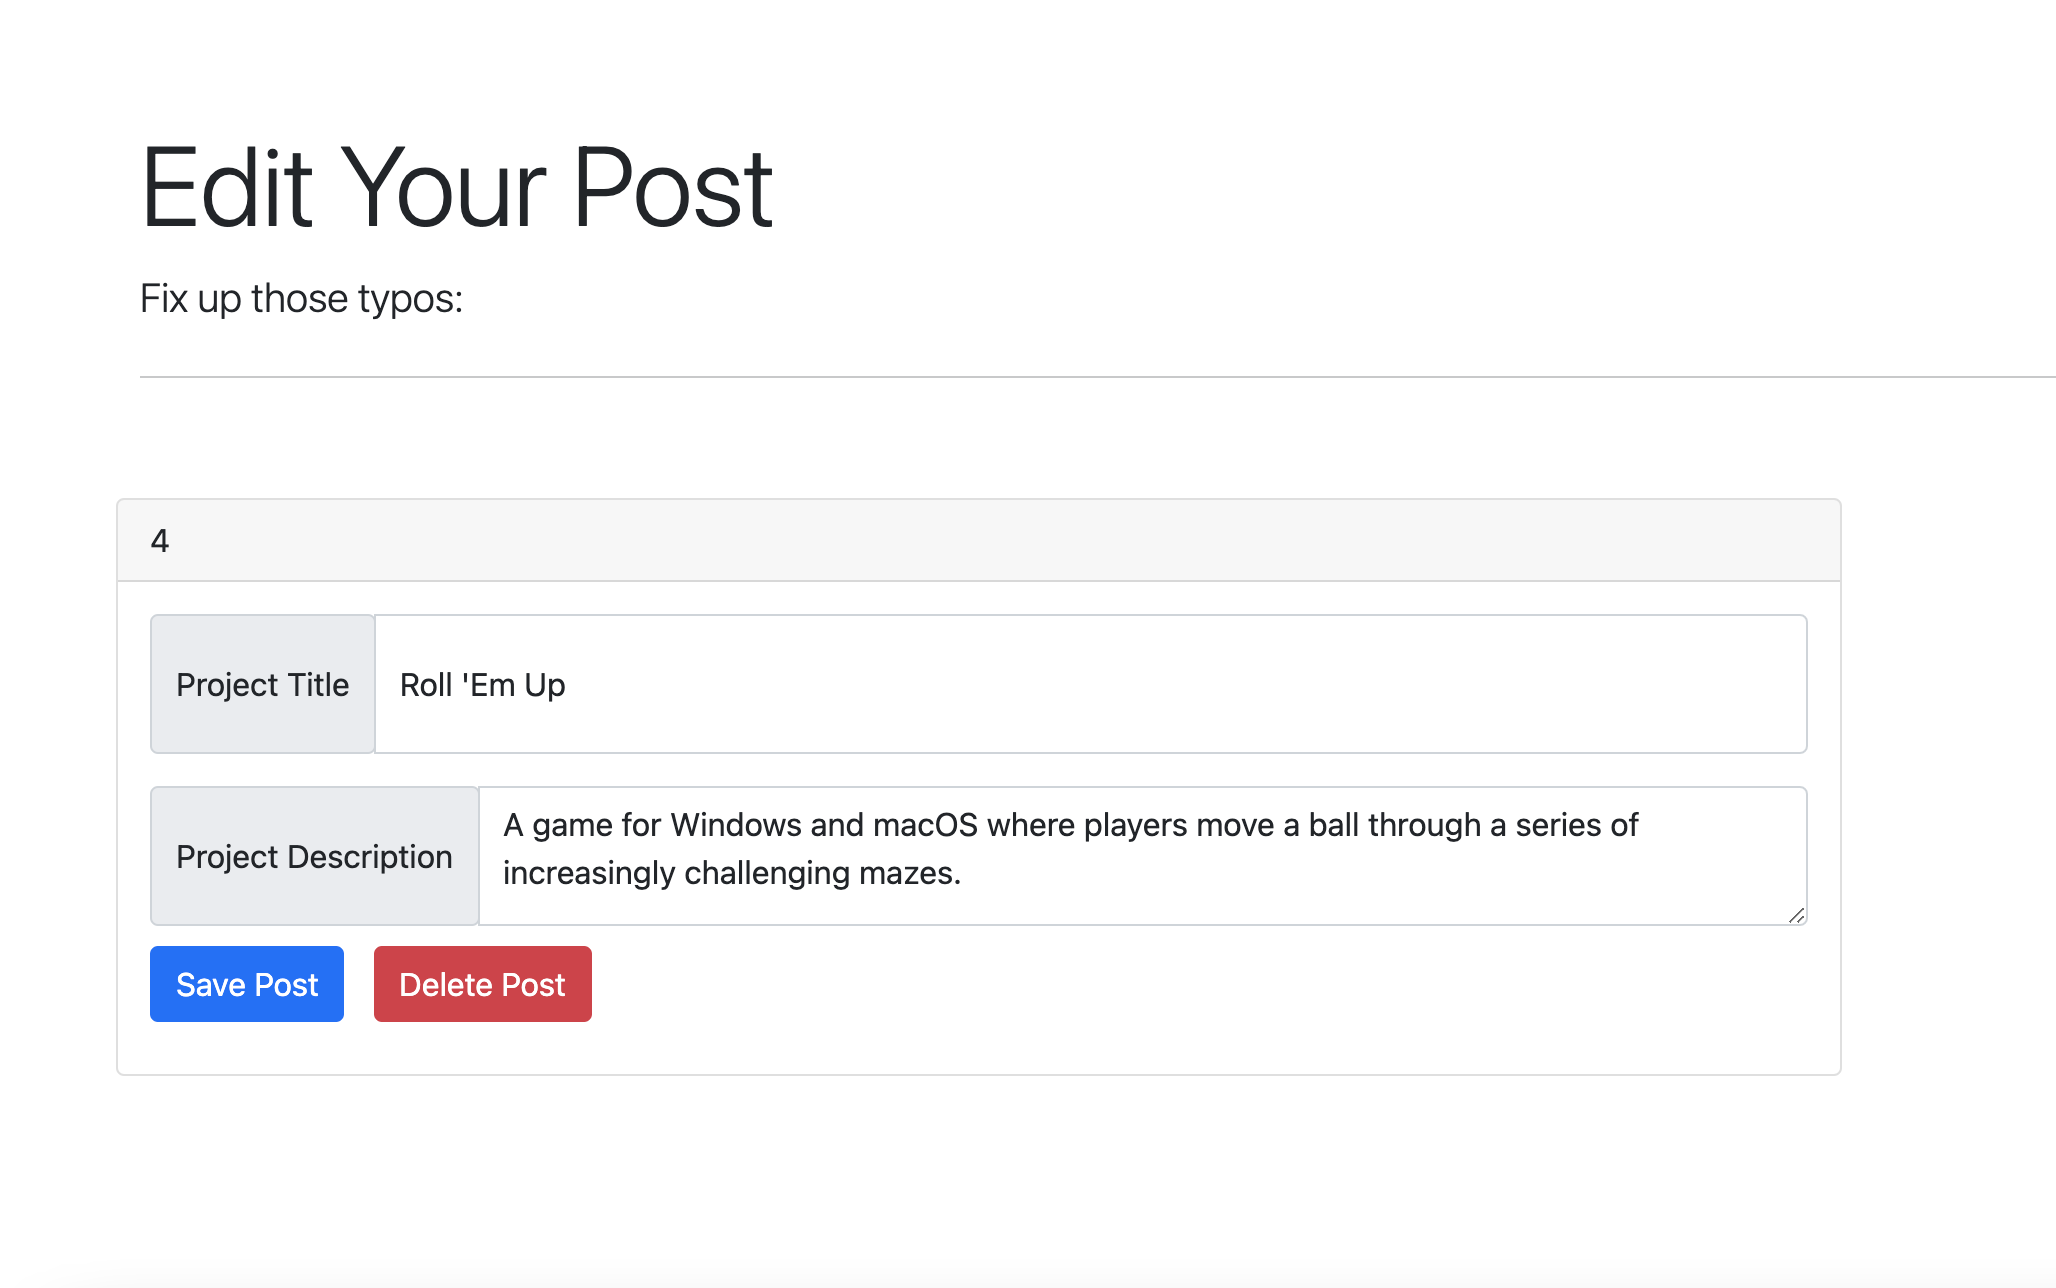 Edit Your Post
Fix up those typos:
4
Project Title
Roll 'Em Up
Project Description
A game for Windows and macOS where players move a ball through a series of
increasingly challenging mazes.
Save Post
Delete Post